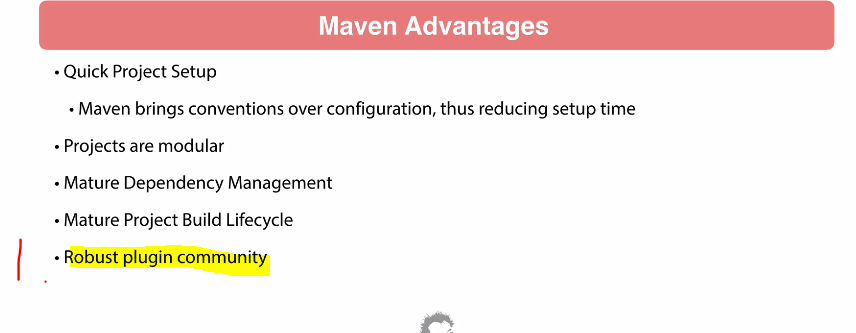 Maven Advantages
• Quick Project Setup
• Maven brings conventions over configuration, thus reducing setup time
• Projects are modular
• Mature Dependency Management
• Mature Project Build Lifecycle
• Robust plugin community